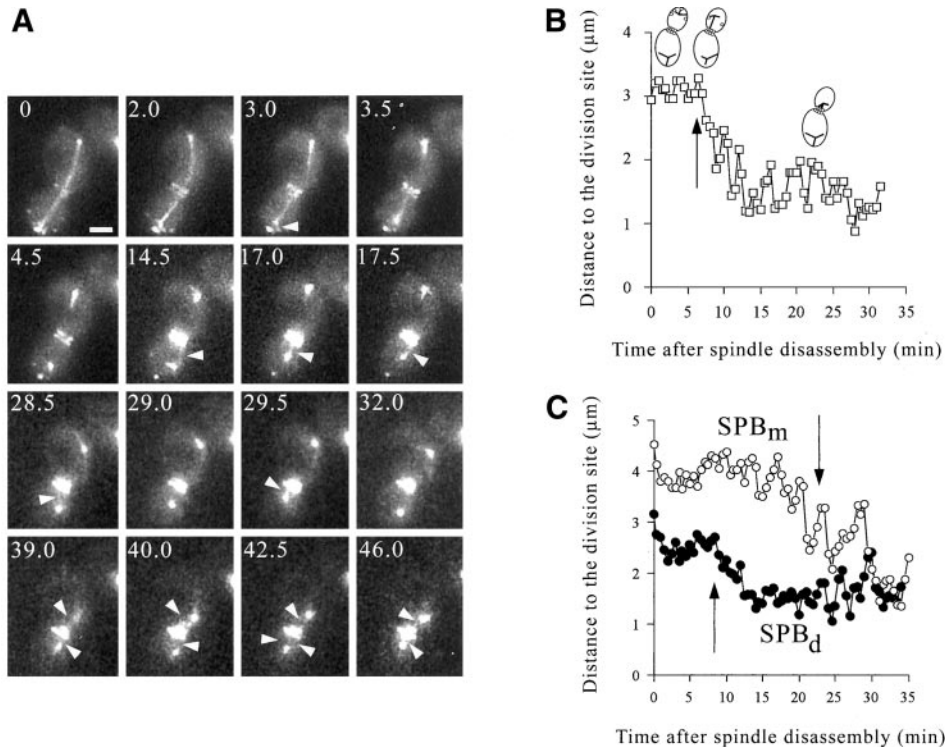 A
0
2.0
3.0
3.5
4.5
14.5
17.0
17.5
28.5
29.0
29.5
32.0
39.0
40.0
42.5
46.0
B
Distance to the division site (μm)
4
3
2
1
0
0 5 10 15 20 25 30 35
Time after spindle disassembly (min)
C
Distance to the division site (μm)
5
4
3
2
1
0
SPBm
SPBd
0 5 10 15 20 25 30 35
Time after spindle disassembly (min)